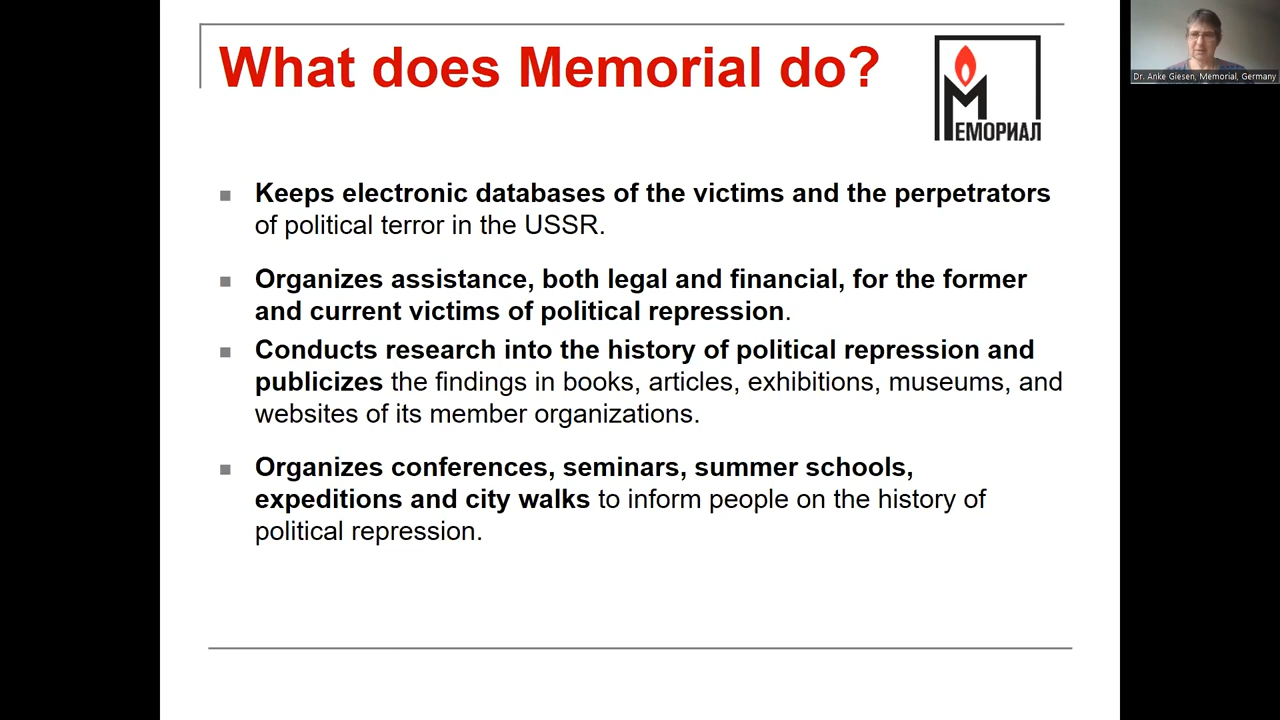 What does Memorial do?
МЕМОРИАЛ
Dr. Anke Giesen, Memorial, Germany
Keeps electronic databases of the victims and the perpetrators
of political terror in the USSR.
Organizes assistance, both legal and financial, for the former
and current victims of political repression.
Conducts research into the history of political repression and
publicizes the findings in books, articles, exhibitions, museums, and
websites of its member organizations.
Organizes conferences, seminars, summer schools,
expeditions and city walks to inform people on the history of
political repression.